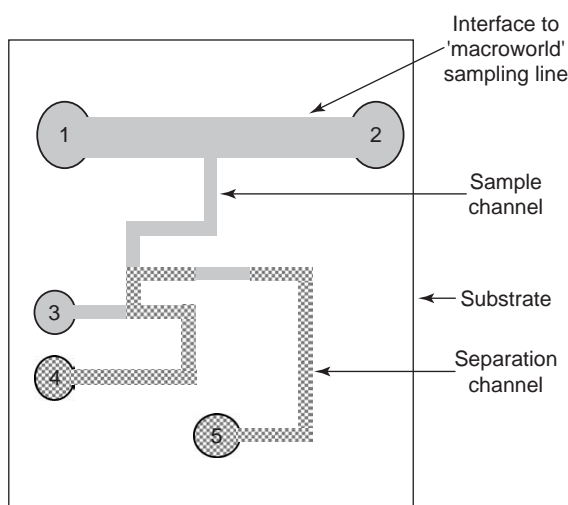 Interface to
'macroworld'
sampling line
1
2
Sample
channel
3
Substrate
4
Separation
channel
5